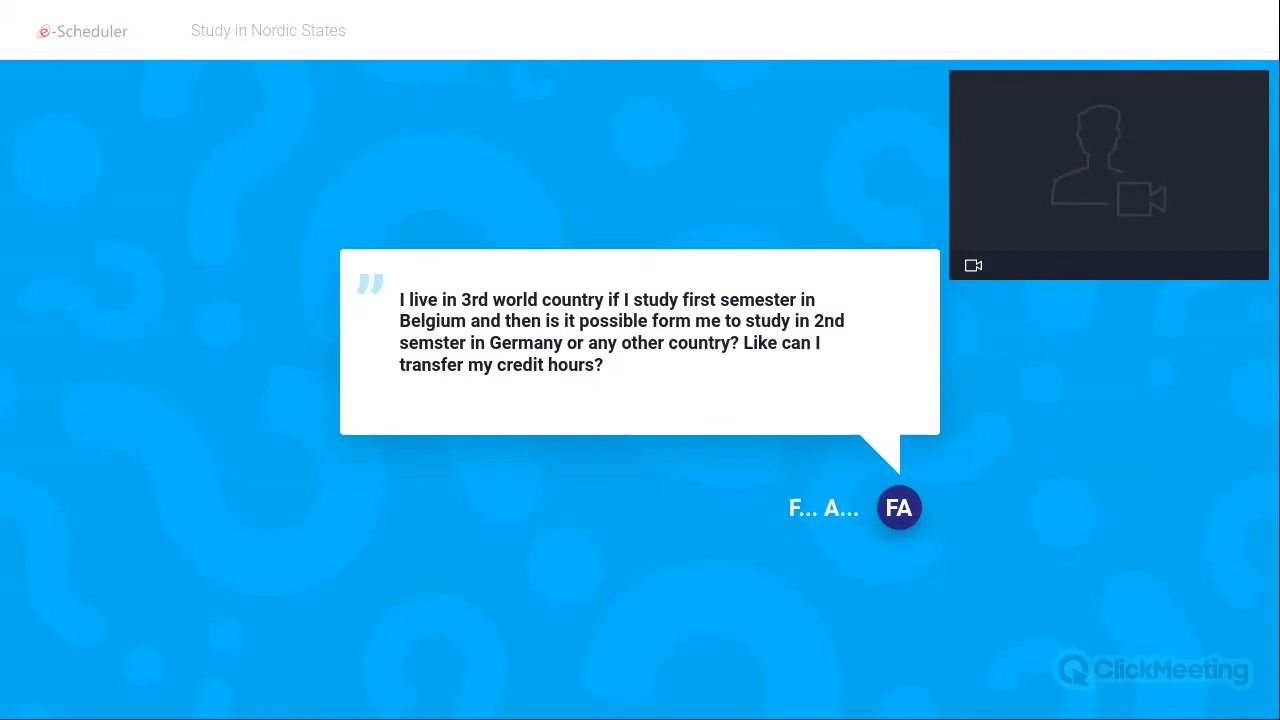 e-Scheduler
Study in Nordic States
I live in 3rd world country if I study first semester in
Belgium and then is it possible form me to study in 2nd
semster in Germany or any other country? Like can I
transfer my credit hours?
F... A...
FA
ClickMeeting